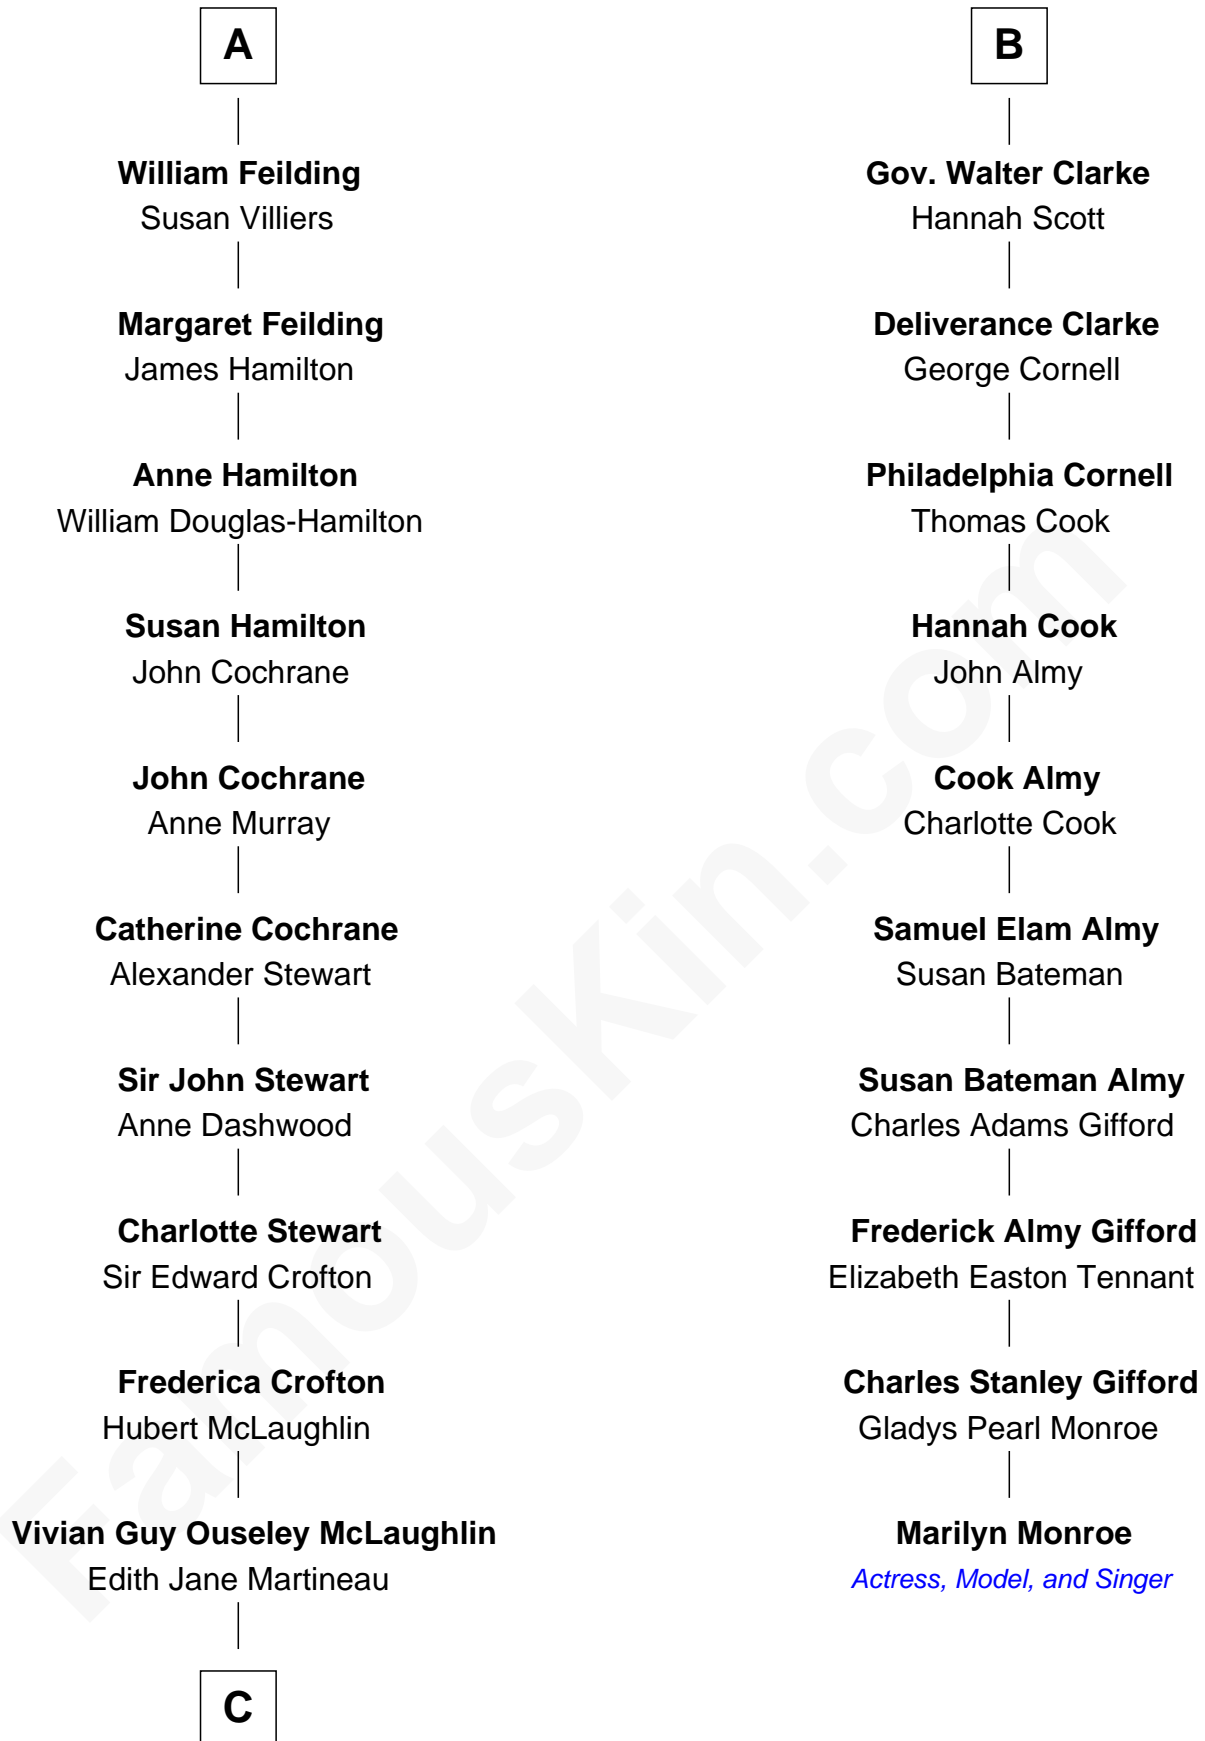 A
William Feilding
Susan Villiers
Margaret Feilding
James Hamilton
Anne Hamilton
William Douglas-Hamilton
Susan Hamilton
John Cochrane
John Cochrane
Anne Murray
Catherine Cochrane
Alexander Stewart
Sir John Stewart
Anne Dashwood
Charlotte Stewart
Sir Edward Crofton
Frederica Crofton
Hubert McLaughlin
Vivian Guy Ouseley McLaughlin
Edith Jane Martineau
C
B
Gov. Walter Clarke
Hannah Scott
Deliverance Clarke
George Cornell
Philadelphia Cornell
Thomas Cook
Hannah Cook
John Almy
Cook Almy
Charlotte Cook
Samuel Elam Almy
Susan Bateman
Susan Bateman Almy
Charles Adams Gifford
Frederick Almy Gifford
Elizabeth Easton Tennant
Charles Stanley Gifford
Gladys Pearl Monroe
Marilyn Monroe
Actress, Model, and Singer
FamousKin.com